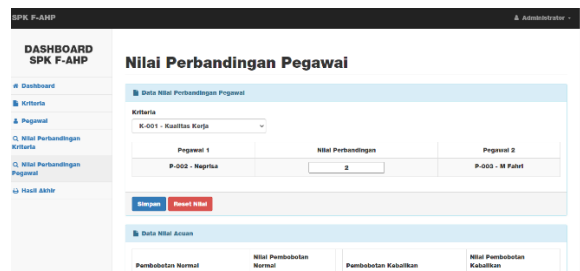 SPK F-AHP
Administrator
DASHBOARD
SPK F-AHP
Nilai Perbandingan Pegawai
Dashboard
Kriteria
Pegawai
Nilai Perbandingan
Kriteria
Nilai Perbandingan
Pegawai
Hasil Akhir
Data Nilai Perbandingan Pegawai
Kriteria
K-001 - Kualitas Kerja
Pegawai 1 Nilai Perbandingan Pegawai 2
P-002 - Noprisa 2 P-003 - M Fahri
Simpan Reset Nilai
Data Nilai Acuan
Pembobotan Normal Nilai Pembobotan
Normal Pembobotan Kebalikan Nilai Pembobotan
Kebalikan